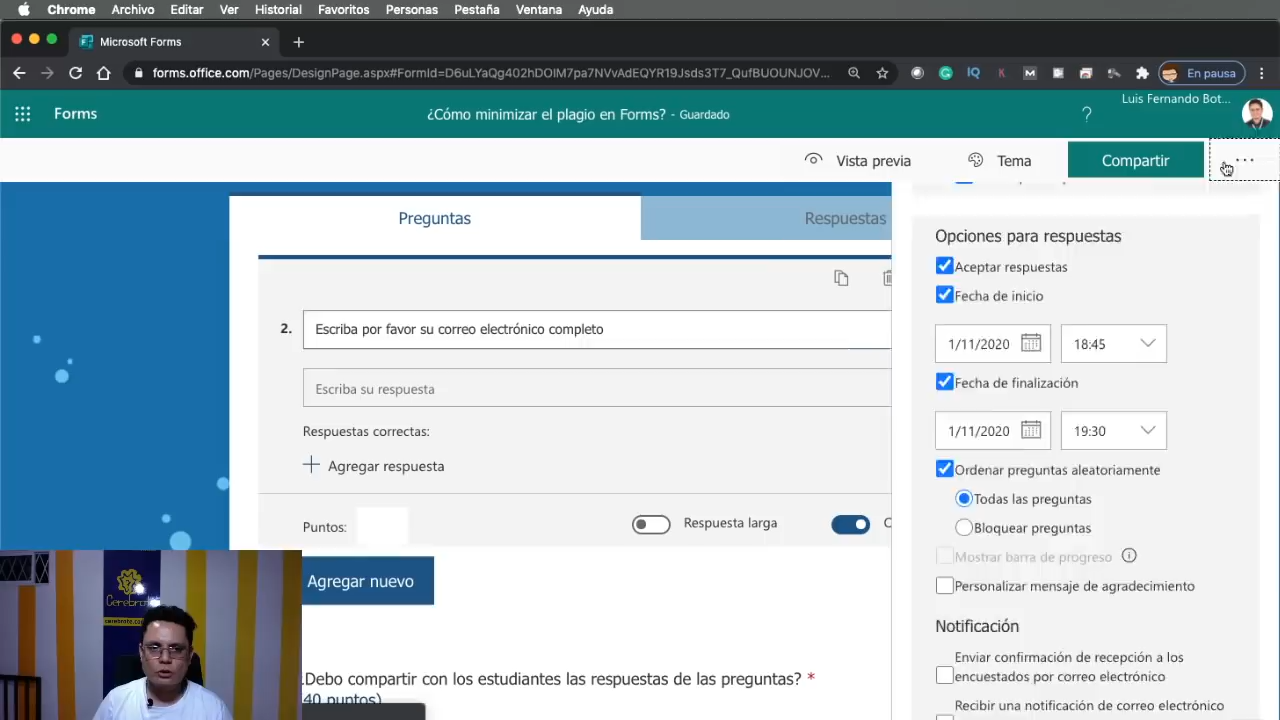 Chrome Archivo Editar Ver Historial Favoritos Personas Pestaña Ventana Ayuda
Microsoft Forms
forms.office.com/Pages/DesignPage.aspx#FormId=D6uLYaQg402hDOIM7pa7NVvAdEQYR19Jsds3T7_QufBUOUNJOV...
En pausa
Forms
¿Cómo minimizar el plagio en Forms? - Guardado
?
Luis Fernando Bot...
Vista previa
Tema
Compartir
Preguntas
Respuestas
2.
Escriba por favor su correo electrónico completo
Escriba su respuesta
Respuestas correctas:
Agregar respuesta
Puntos:
Respuesta larga
Agregar nuevo
Debo compartir con los estudiantes las respuestas de las preguntas? *
40 puntos)
Opciones para respuestas
Aceptar respuestas
Fecha de inicio
1/11/2020
18:45
Fecha de finalización
1/11/2020
19:30
Ordenar preguntas aleatoriamente
Todas las preguntas
Bloquear preguntas
Mostrar barra de progreso
Personalizar mensaje de agradecimiento
Notificación
Enviar confirmación de recepción a los
encuestados por correo electrónico
Recibir una notificación de correo electrónico